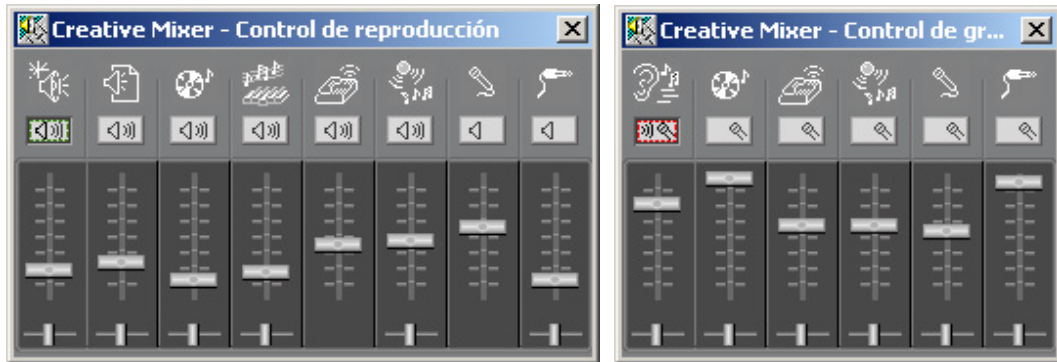 Creative Mixer - Control de reproducción
Creative Mixer - Control de gr...